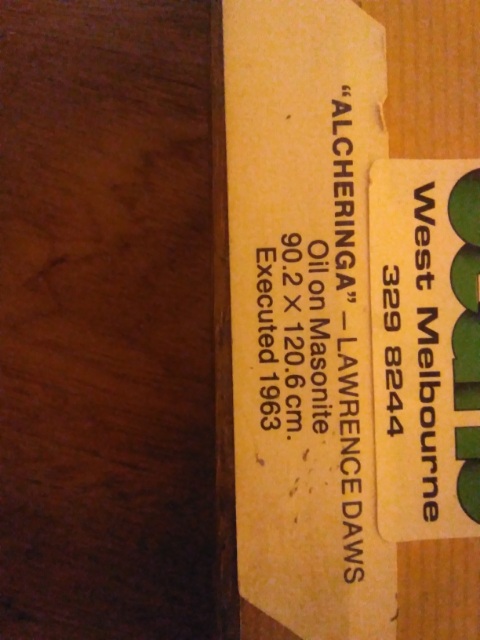 "ALCHERINGA" – LAWRENCE DAWS
Oil on Masonite
90.2 X 120.6 cm.
Executed 1963
West Melbourne
329 8244